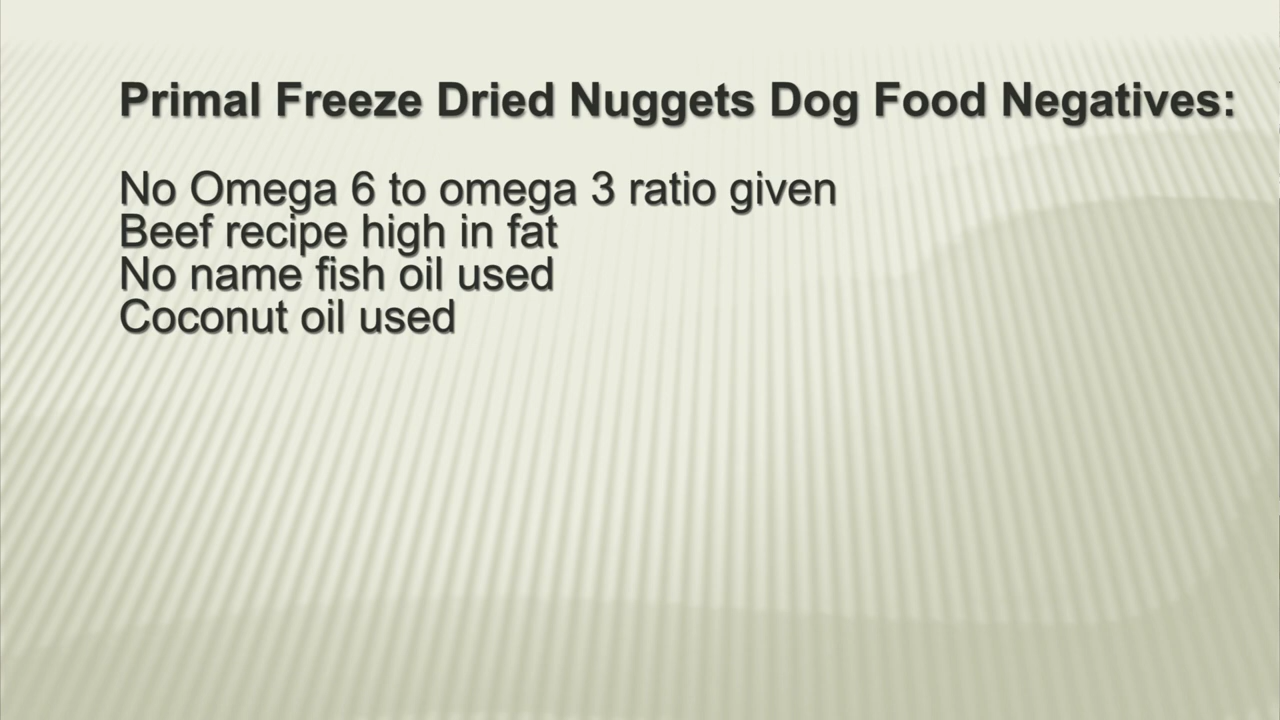 Primal Freeze Dried Nuggets Dog Food Negatives:
No Omega 6 to omega 3 ratio given
Beef recipe high in fat
No name fish oil used
Coconut oil used